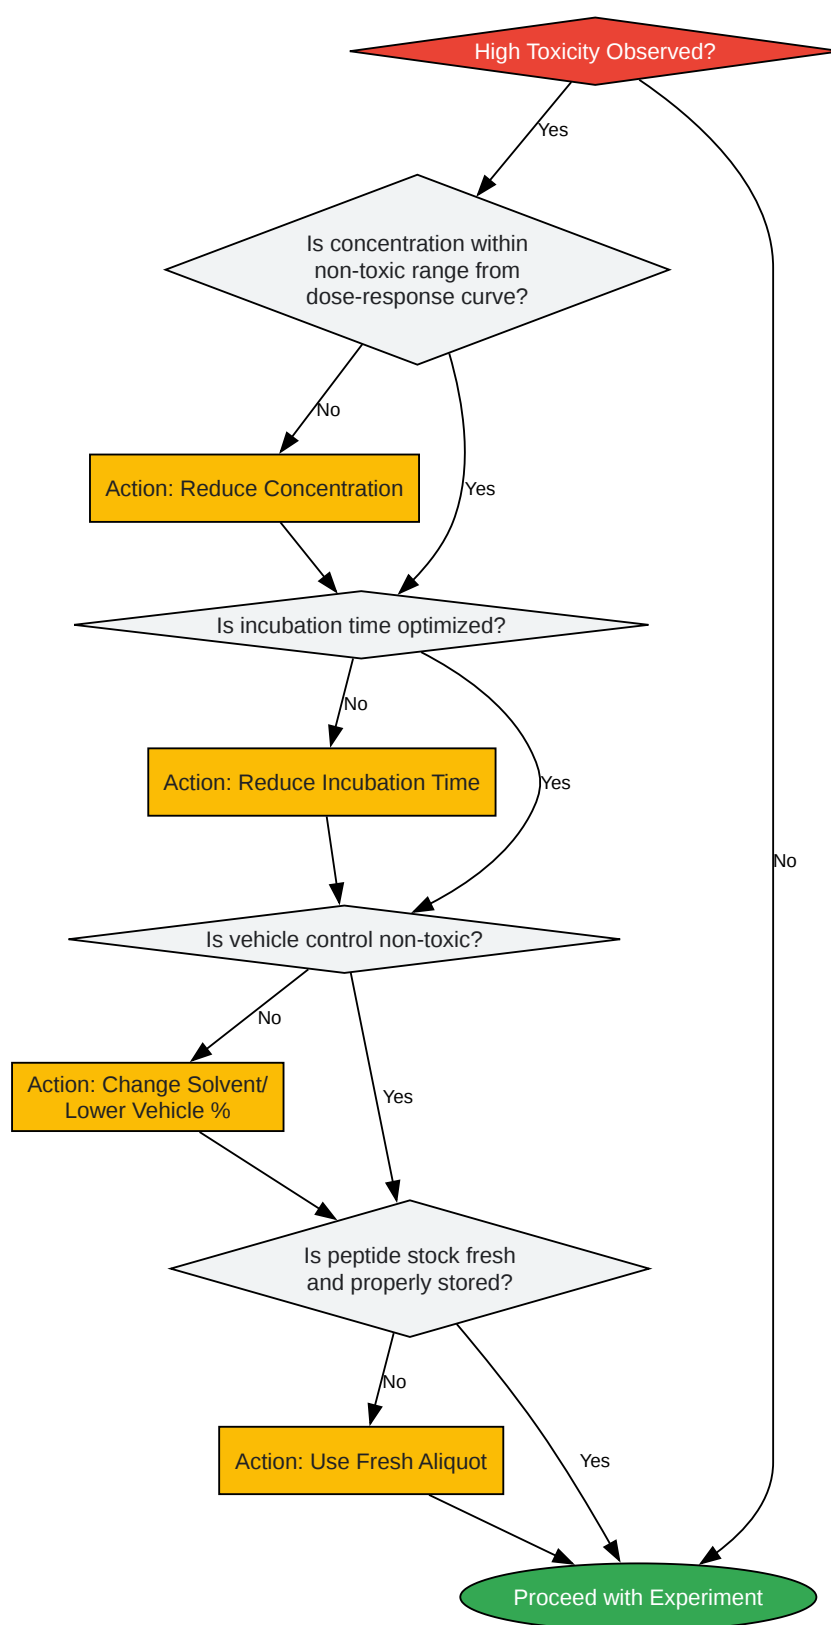 High Toxicity Observed?
Yes
Is concentration within
non-toxic range from
dose-response curve?
No
Action: Reduce Concentration
Yes
Is incubation time optimized?
No
Action: Reduce Incubation Time
Yes
No
Is vehicle control non-toxic?
No
Action: Change Solvent/
Lower Vehicle %
Yes
Is peptide stock fresh
and properly stored?
No
Action: Use Fresh Aliquot
Yes
Proceed with Experiment